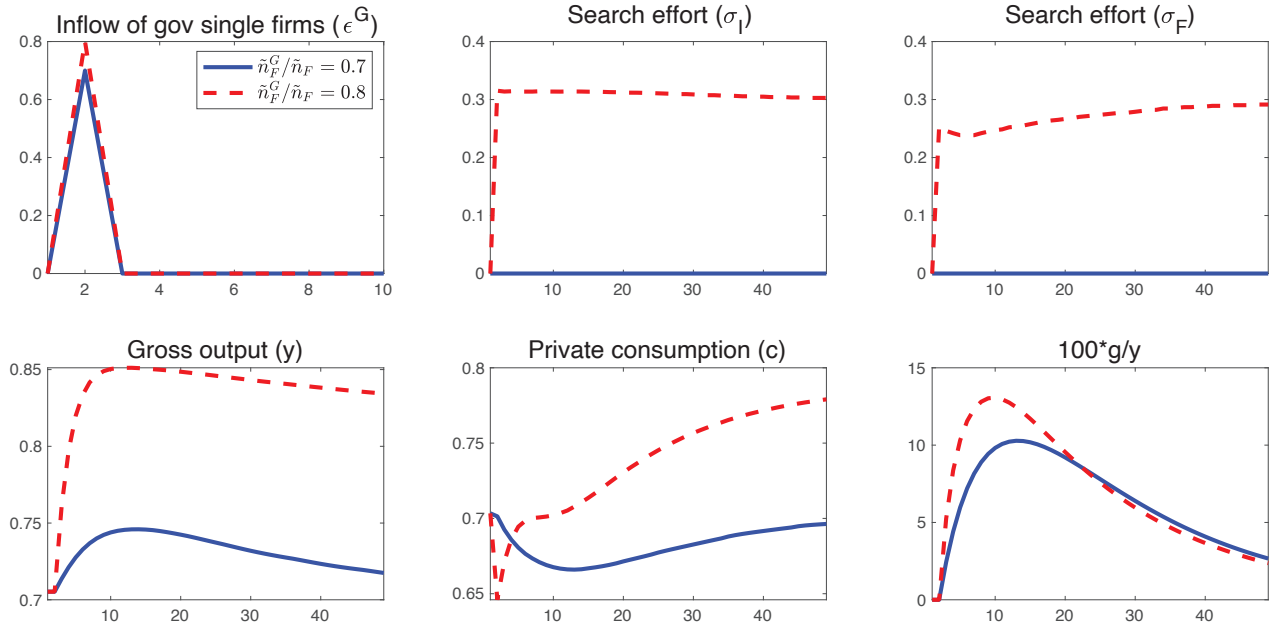 Inflow of gov single firms (ϵ^G)
0.8
0.6
0.4
0.2
0
2 4 6 8 10
ñ_F^G/ñ_F = 0.7
ñ_F^G/ñ_F = 0.8
Search effort (σ_I)
0.4
0.3
0.2
0.1
0
10 20 30 40
Search effort (σ_F)
0.4
0.3
0.2
0.1
0
10 20 30 40
Gross output (y)
0.85
0.8
0.75
0.7
10 20 30 40
Private consumption (c)
0.8
0.75
0.7
0.65
10 20 30 40
100*g/y
15
10
5
0
10 20 30 40